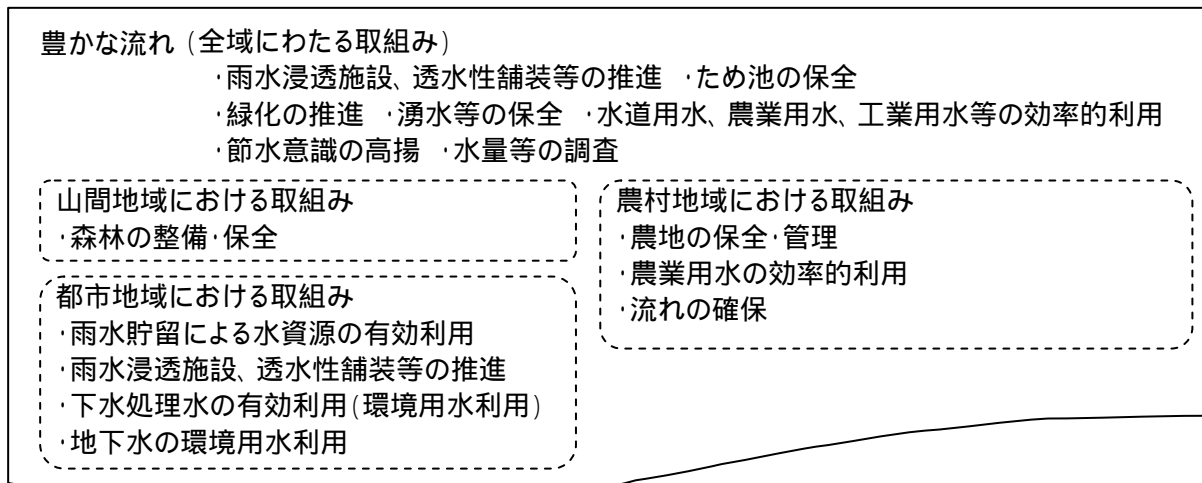 豊かな流れ(全域にわたる取組み)
・雨水浸透施設、透水性舗装等の推進 ・ため池の保全
・緑化の推進 ・湧水等の保全 ・水道用水、農業用水、工業用水等の効率的利用
・節水意識の高揚 ・水量等の調査
山間地域における取組み
・森林の整備・保全
都市地域における取組み
・雨水貯留による水資源の有効利用
・雨水浸透施設、透水性舗装等の推進
・下水処理水の有効利用(環境用水利用)
・地下水の環境用水利用
農村地域における取組み
・農地の保全・管理
・農業用水の効率的利用
・流れの確保